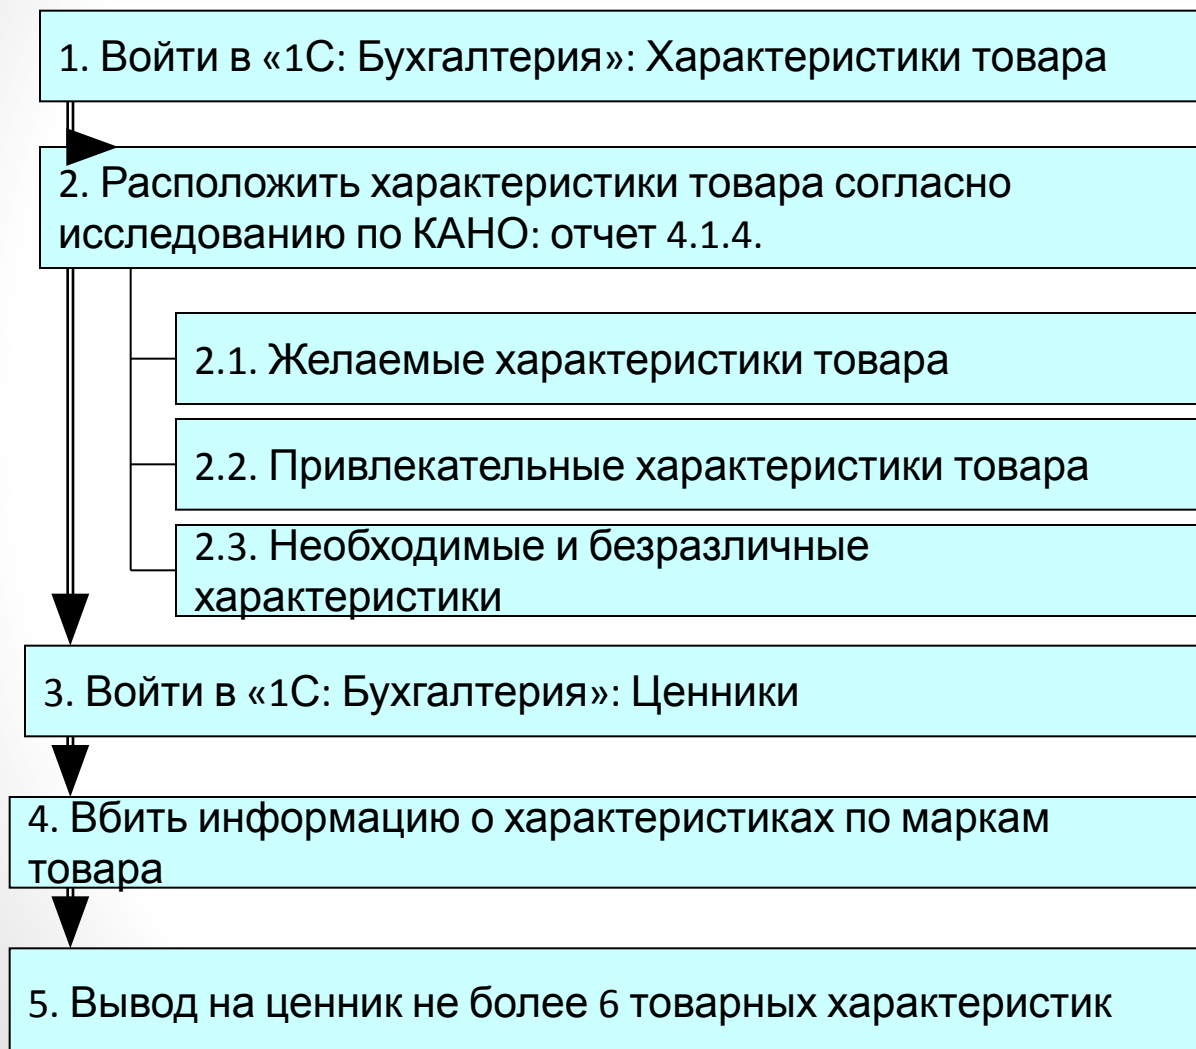 1. Войти в «1С: Бухгалтерия»: Характеристики товара
2. Расположить характеристики товара согласно
исследованию по КАНО: отчет 4.1.4.
2.1. Желаемые характеристики товара
2.2. Привлекательные характеристики товара
2.3. Необходимые и безразличные
характеристики
3. Войти в «1С: Бухгалтерия»: Ценники
4. Вбить информацию о характеристиках по маркам
товара
5. Вывод на ценник не более 6 товарных характеристик